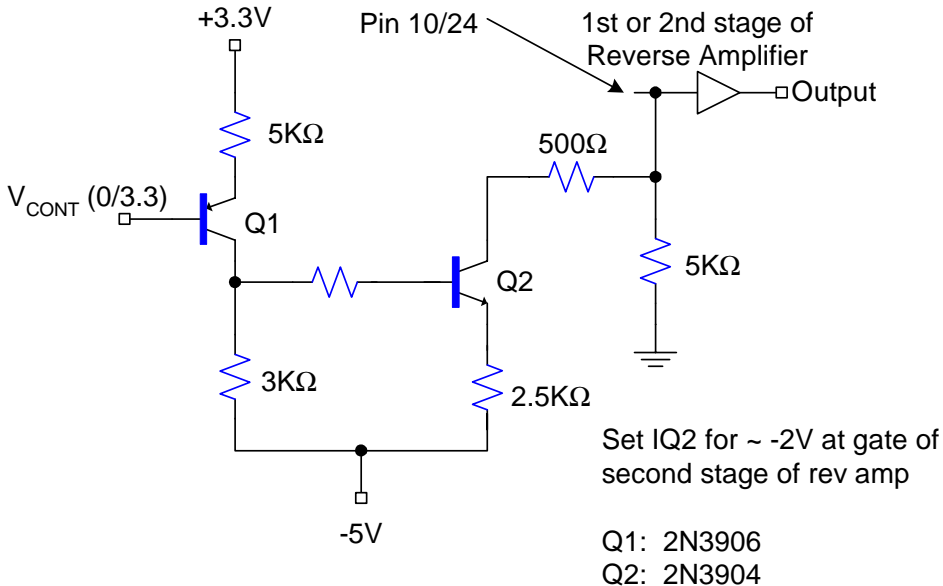 +3.3V
Pin 10/24
1st or 2nd stage of
Reverse Amplifier
Output
5KΩ
500Ω
V_CONT (0/3.3)
Q1
Q2
5KΩ
3KΩ
2.5KΩ
Set IQ2 for ~ -2V at gate of
second stage of rev amp
-5V
Q1: 2N3906
Q2: 2N3904